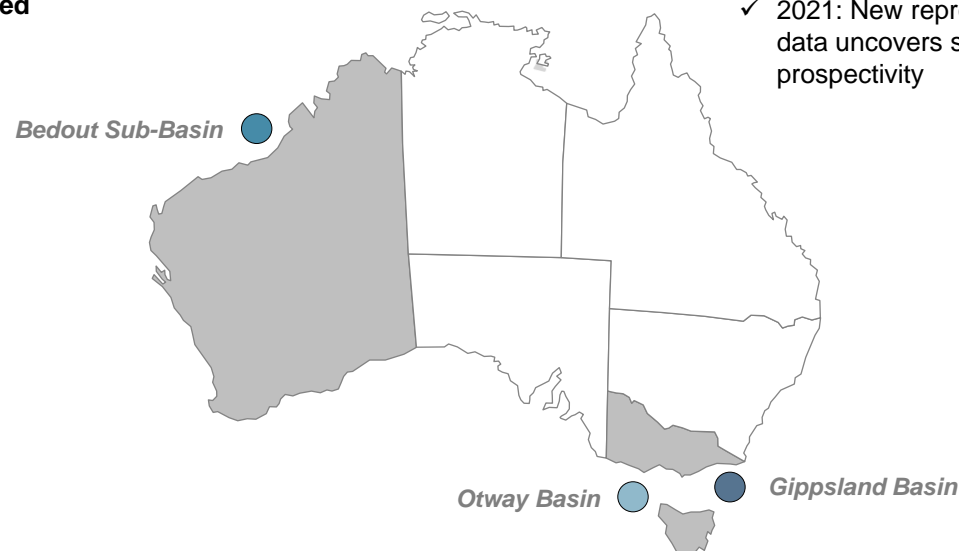 ed
✓ 2021: New repr
data uncovers s
prospectivity
Bedout Sub-Basin
Otway Basin
Gippsland Basin